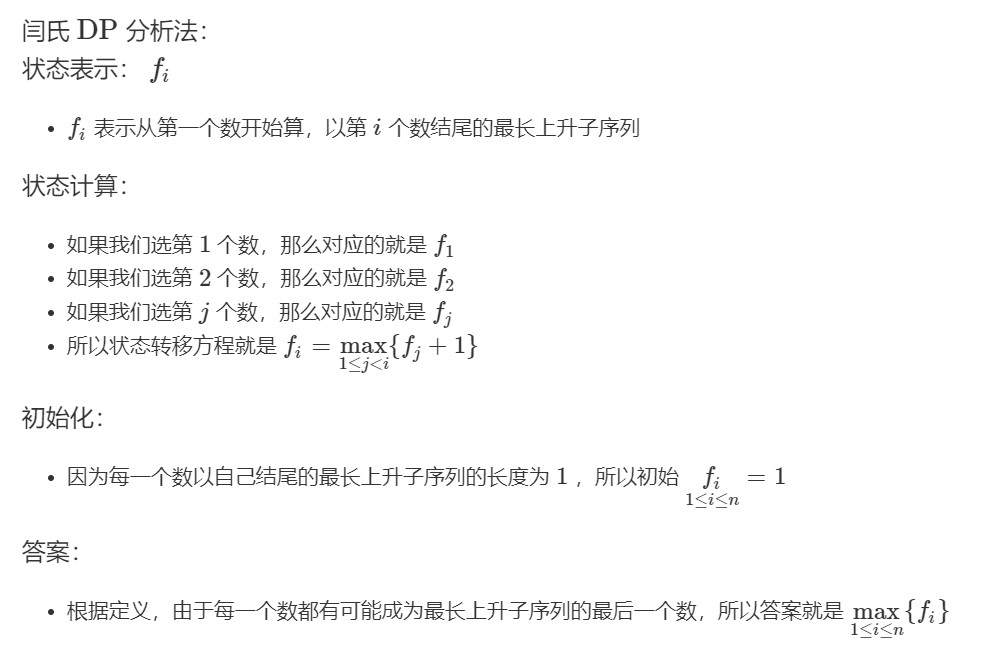 闫氏 DP 分析法：
状态表示： $f_i$
• $f_i$ 表示从第一个数开始算，以第 $i$ 个数结尾的最长上升子序列
状态计算：
• 如果我们选第 1 个数，那么对应的就是 $f_1$
• 如果我们选第 2 个数，那么对应的就是 $f_2$
• 如果我们选第 $j$ 个数，那么对应的就是 $f_j$
• 所以状态转移方程就是 $f_i = \max_{1 \le j < i}\{f_j + 1\}$
初始化：
• 因为每一个数以自己结尾的最长上升子序列的长度为 1 ，所以初始 $\underset{1 \le i \le n}{f_i} = 1$
答案：
• 根据定义，由于每一个数都有可能成为最长上升子序列的最后一个数，所以答案就是 $\max_{1 \le i \le n}\{f_i\}$